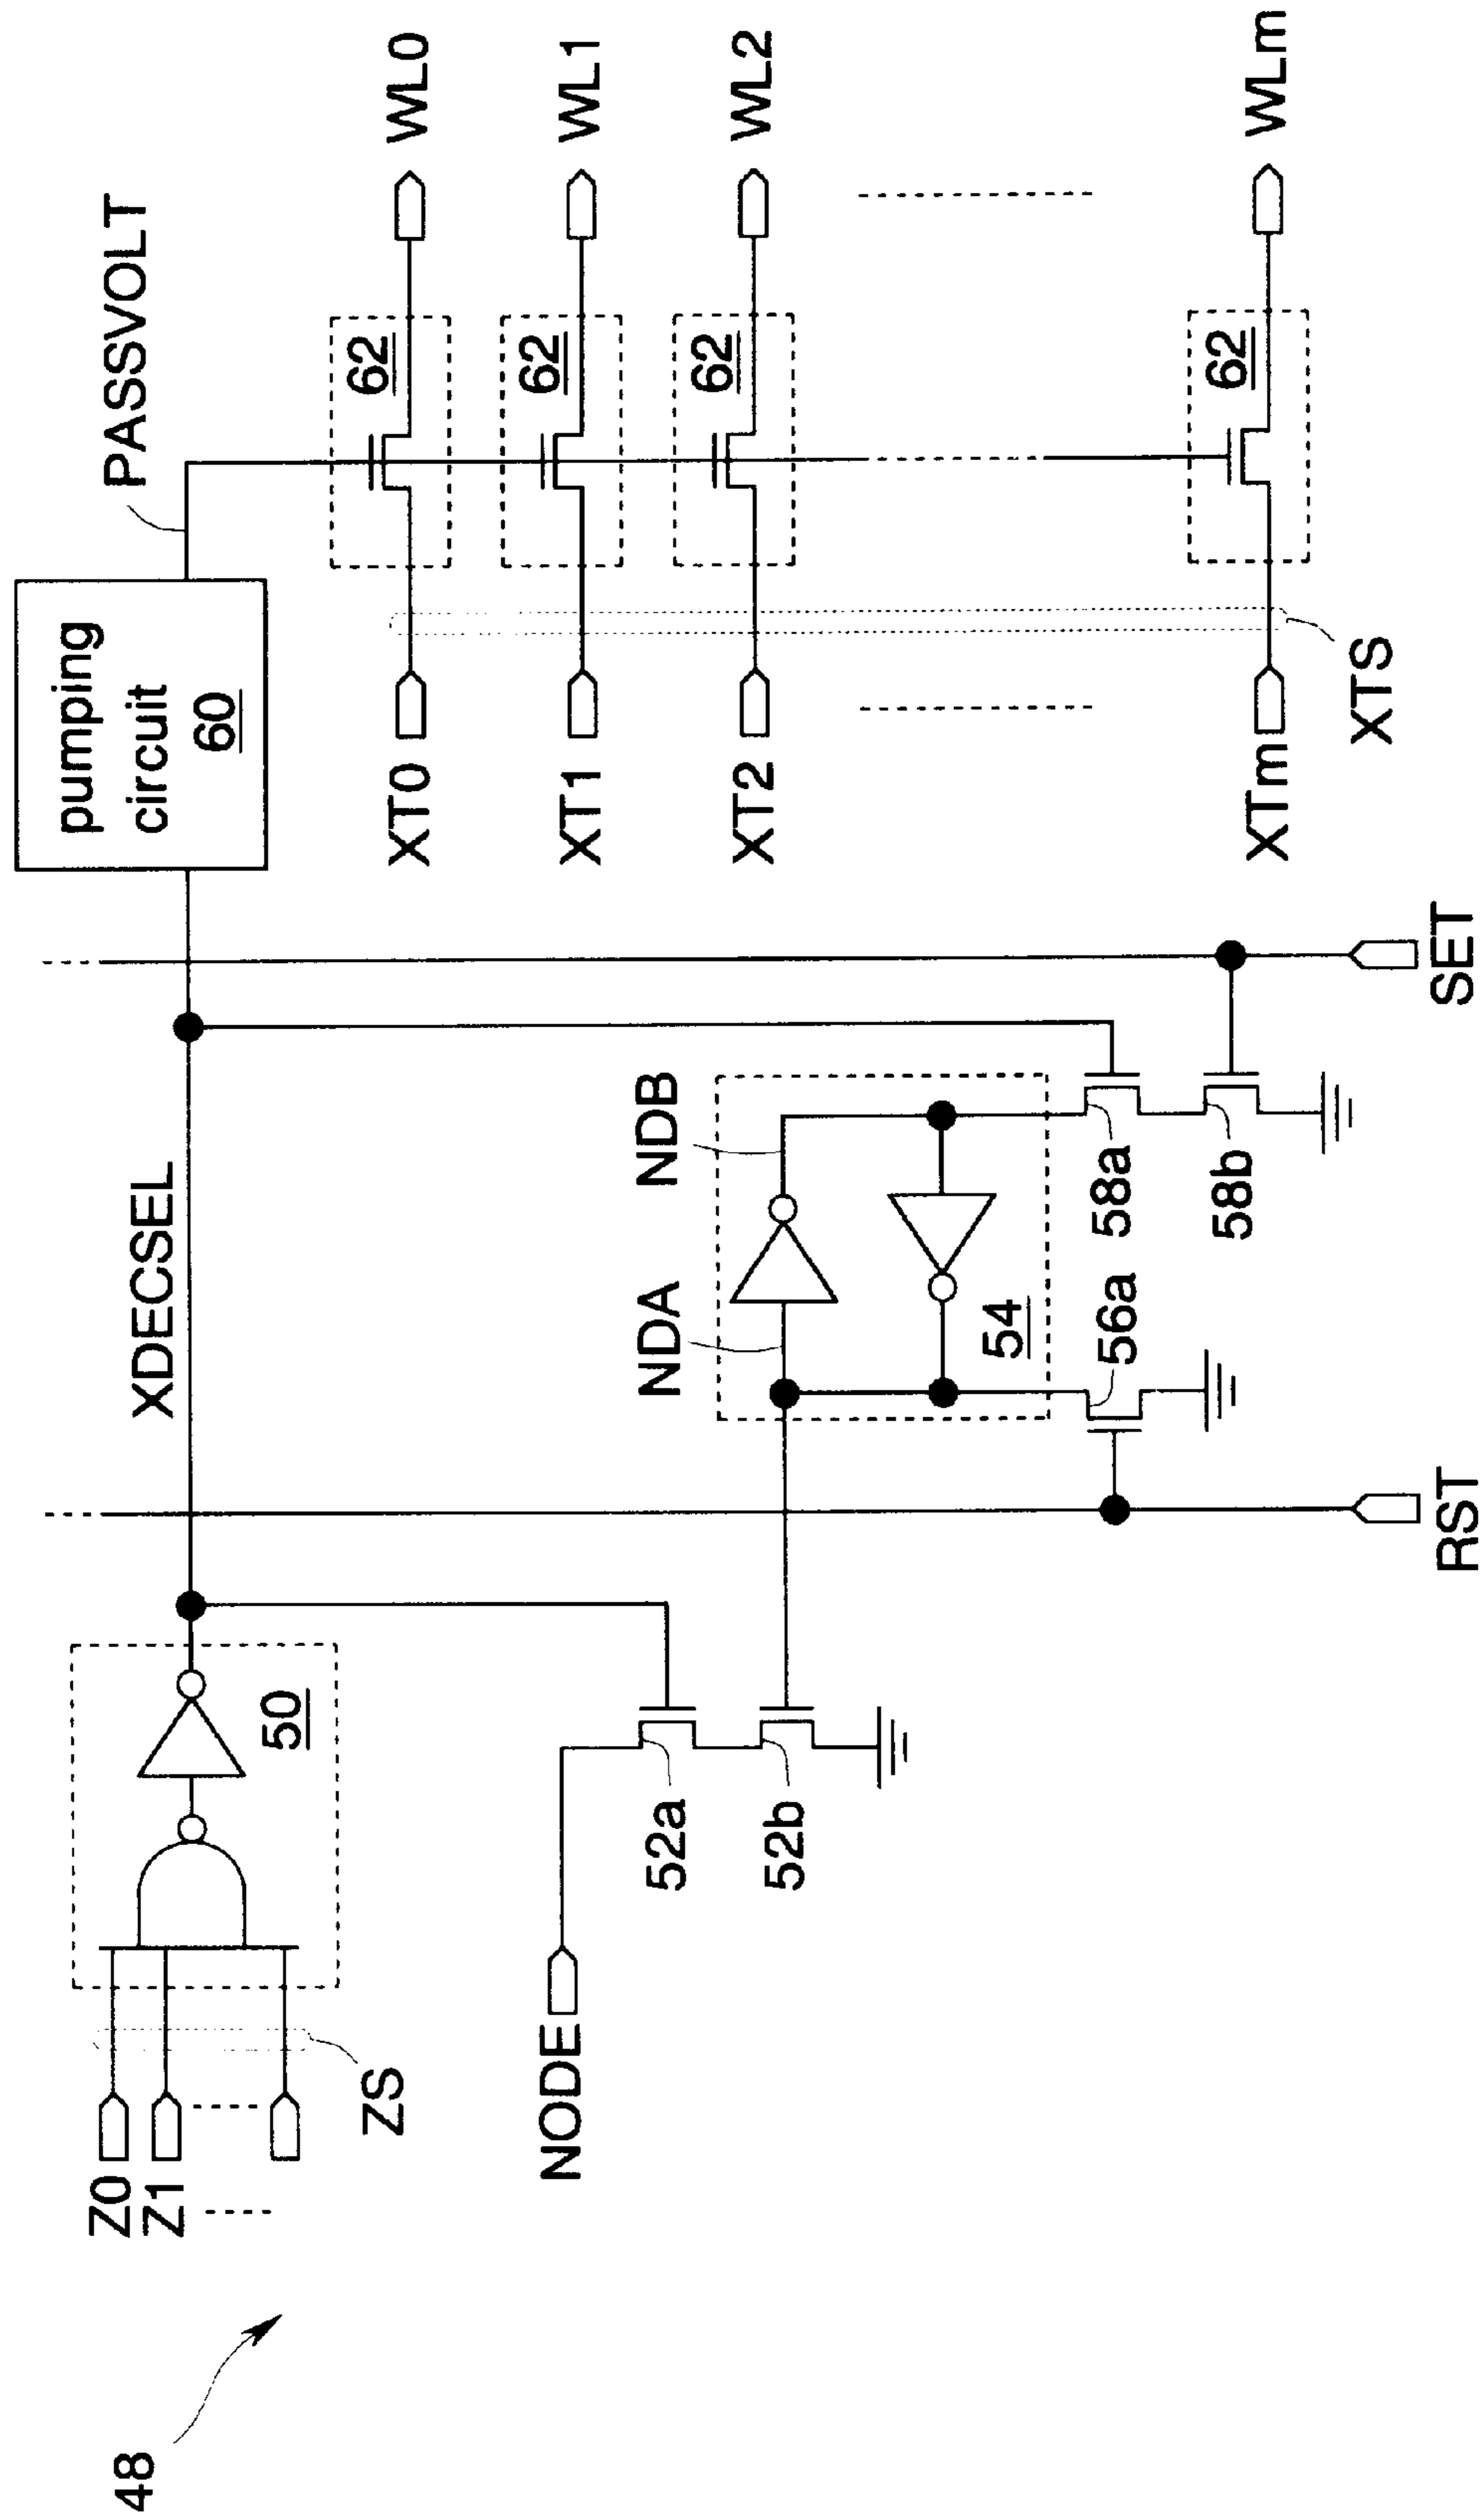 48
Z0
Z1
ZS
50
XDECSEL
pumping
circuit
60
PASSVOLT
NODE
52a
52b
NDA
NDB
54
56a
58a
58b
RST
SET
XT0
62
WL0
XT1
62
WL1
XT2
62
WL2
XTm
62
WLm
XTS